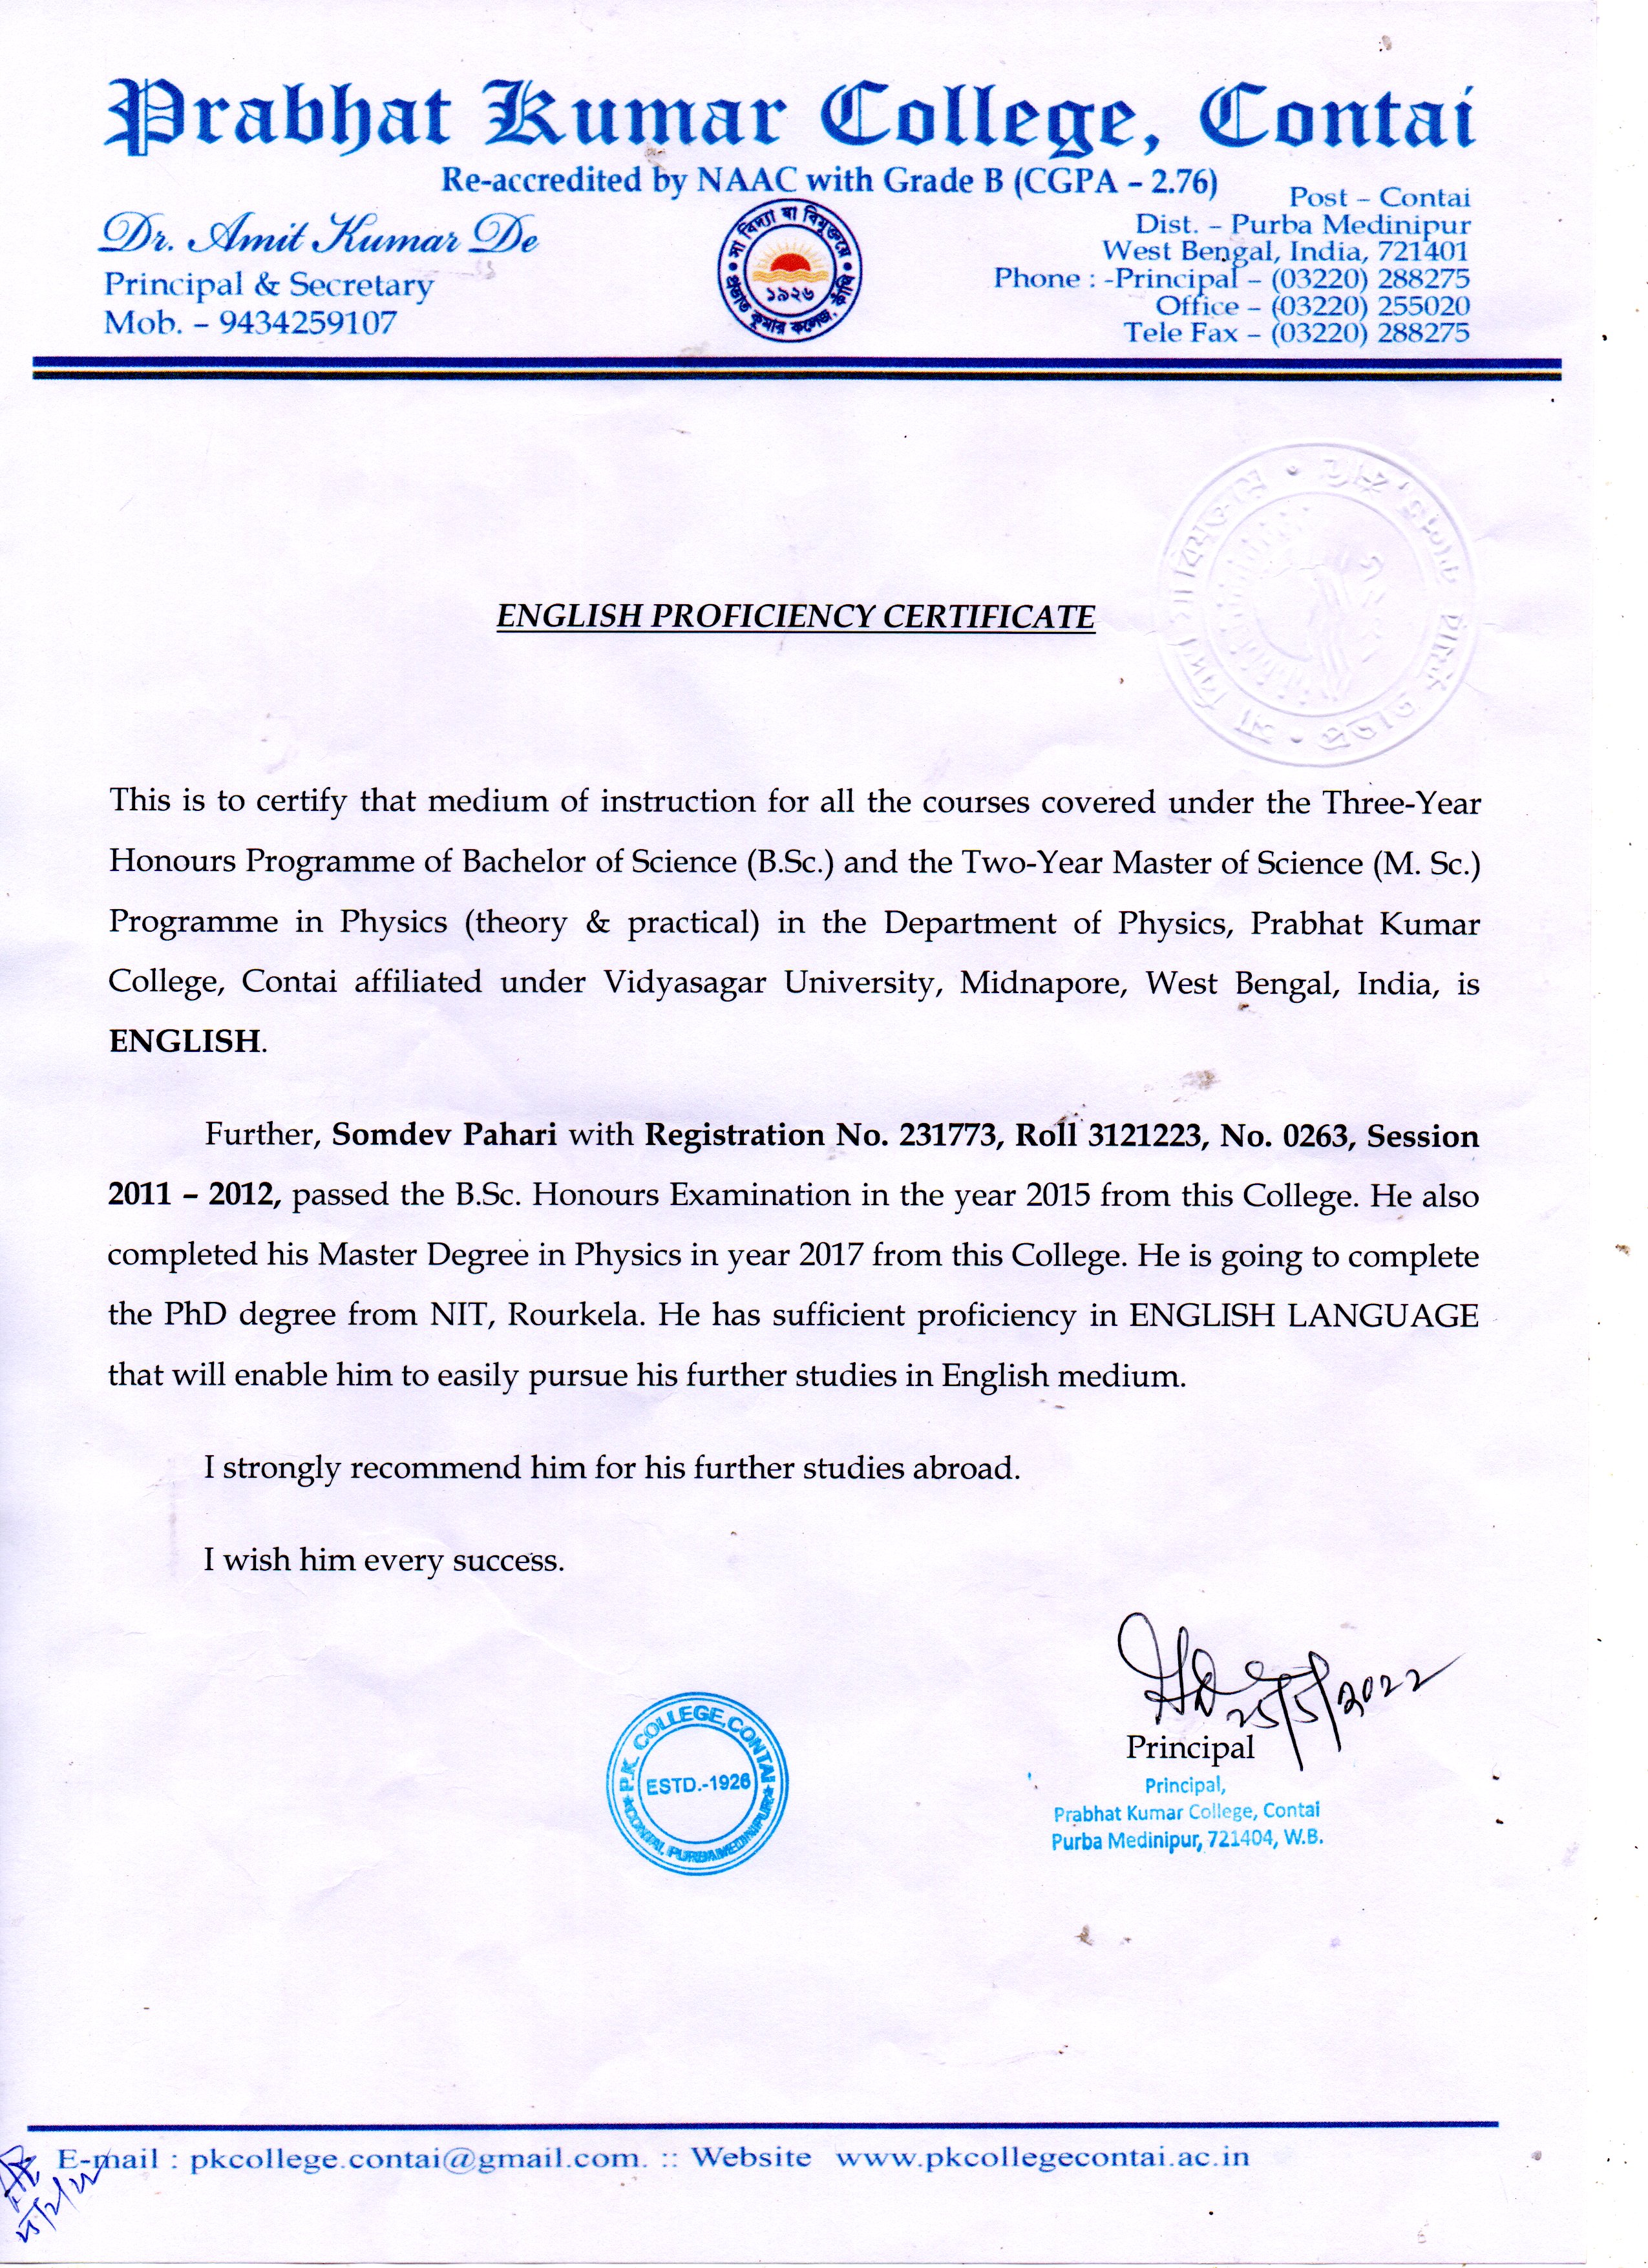 Prabhat Kumar College, Contai
Re-accredited by NAAC with Grade B (CGPA – 2.76)
Dr. Amit Kumar De
Principal & Secretary
Mob. – 9434259107
সা বিদ্যা যা বিমুক্তয়ে
১৯২৬
প্রভাত কুমার কলেজ, কাঁথি
Post – Contai
Dist. – Purba Medinipur
West Bengal, India, 721401
Phone : -Principal – (03220) 288275
Office – (03220) 255020
Tele Fax – (03220) 288275
ENGLISH PROFICIENCY CERTIFICATE
This is to certify that medium of instruction for all the courses covered under the Three-Year
Honours Programme of Bachelor of Science (B.Sc.) and the Two-Year Master of Science (M. Sc.)
Programme in Physics (theory & practical) in the Department of Physics, Prabhat Kumar
College, Contai affiliated under Vidyasagar University, Midnapore, West Bengal, India, is
ENGLISH.
Further, Somdev Pahari with Registration No. 231773, Roll 3121223, No. 0263, Session
2011 – 2012, passed the B.Sc. Honours Examination in the year 2015 from this College. He also
completed his Master Degree in Physics in year 2017 from this College. He is going to complete
the PhD degree from NIT, Rourkela. He has sufficient proficiency in ENGLISH LANGUAGE
that will enable him to easily pursue his further studies in English medium.
I strongly recommend him for his further studies abroad.
I wish him every success.
25/5/2022
Principal
P.K. COLLEGE, CONTAI
ESTD.-1926
CONTAI, PURBA MEDINIPUR
Principal,
Prabhat Kumar College, Contai
Purba Medinipur, 721404, W.B.
E-mail : pkcollege.contai@gmail.com. :: Website www.pkcollegecontai.ac.in